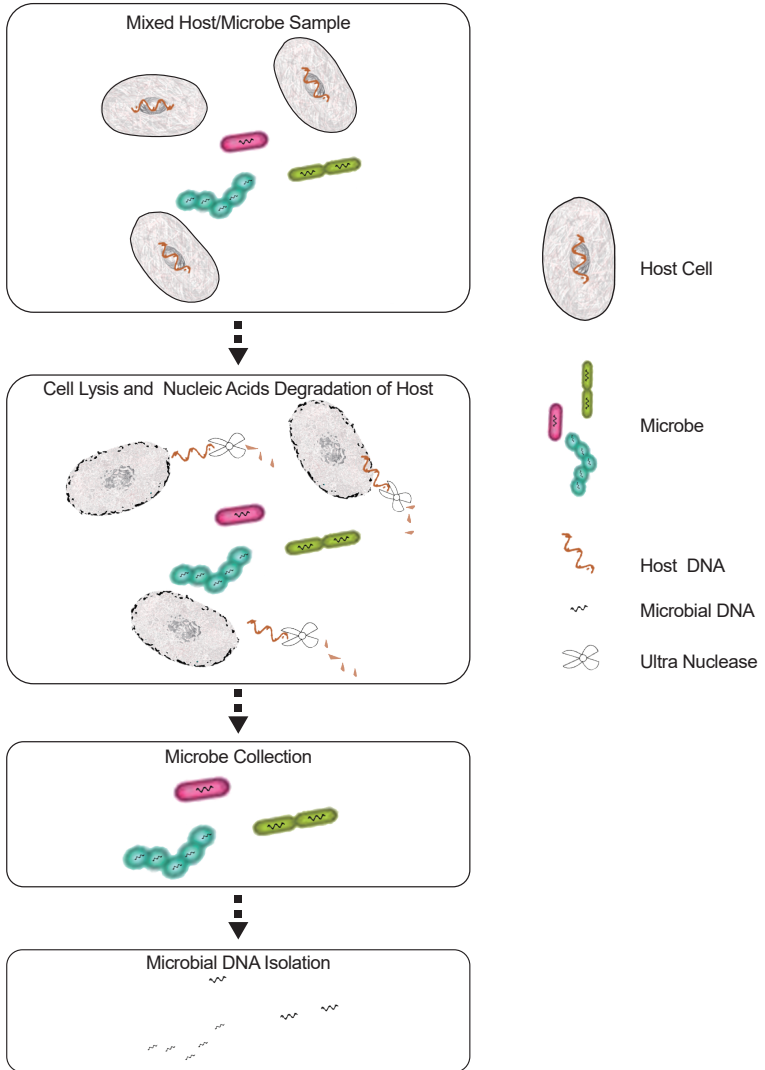 Mixed Host/Microbe Sample
Host Cell
Cell Lysis and Nucleic Acids Degradation of Host
Microbe
Host DNA
Microbial DNA
Ultra Nuclease
Microbe Collection
Microbial DNA Isolation